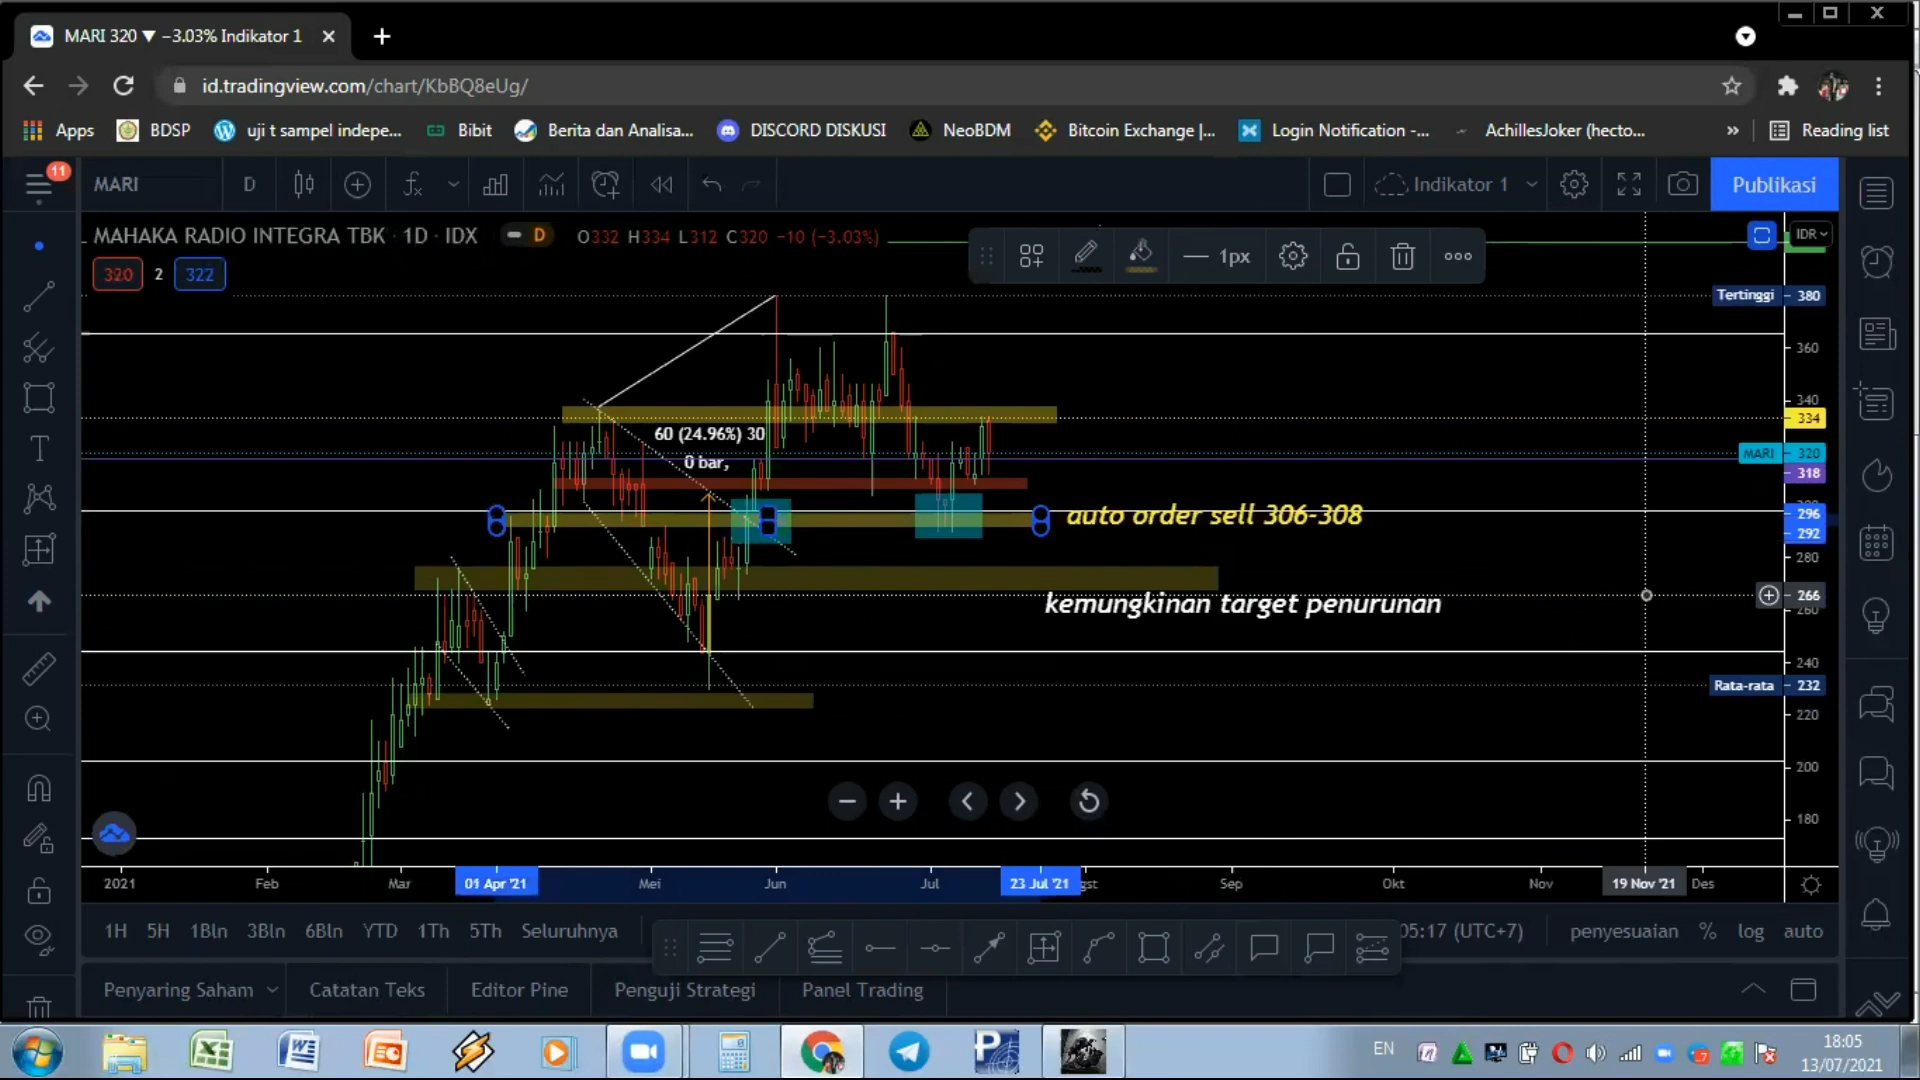 MARI 320 ▼ −3.03% Indikator 1
id.tradingview.com/chart/KbBQ8eUg/
Apps BDSP uji t sampel indepe... Bibit Berita dan Analisa... DISCORD DISKUSI NeoBDM Bitcoin Exchange |... Login Notification -... AchillesJoker (hecto... » Reading list
11
MARI D Indikator 1 Publikasi
MAHAKA RADIO INTEGRA TBK · 1D · IDX D O332 H334 L312 C320 −10 (−3.03%)
IDR
1px
320 2 322
Tertinggi 380
360
340
334
60 (24.96%) 30
0 bar,
MARI 320
318
auto order sell 306-308
296
292
280
kemungkinan target penurunan
266
260
240
Rata-rata 232
220
200
180
2021 Feb Mar 01 Apr '21 Mei Jun Jul 23 Jul '21 gst Sep Okt Nov 19 Nov '21 Des
1H 5H 1Bln 3Bln 6Bln YTD 1Th 5Th Seluruhnya 05:17 (UTC+7) penyesuaian % log auto
Penyaring Saham Catatan Teks Editor Pine Penguji Strategi Panel Trading
EN
18:05
13/07/2021